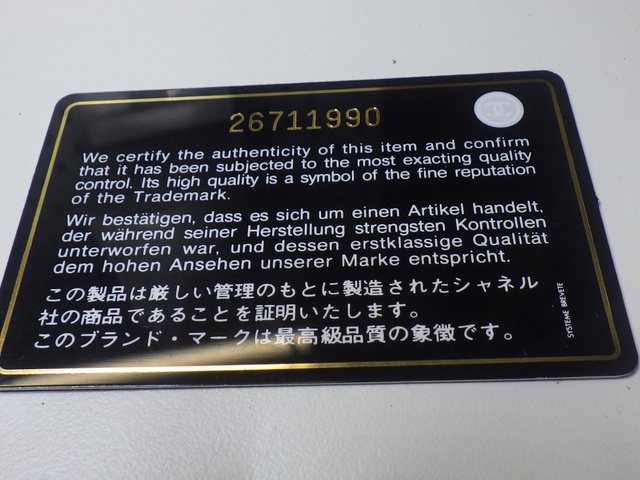 26711990
We certify the authenticity of this item and confirm
that it has been subjected to the most exacting quality
control. Its high quality is a symbol of the fine reputation
of the Trademark.
Wir bestätigen, dass es sich um einen Artikel handelt,
der während seiner Herstellung strengsten Kontrollen
unterworfen war, und dessen erstklassige Qualität
dem hohen Ansehen unserer Marke entspricht.
この製品は厳しい管理のもとに製造されたシャネル
社の商品であることを証明いたします。
このブランド・マークは最高級品質の象徴です。
SYSTEME BREVETE